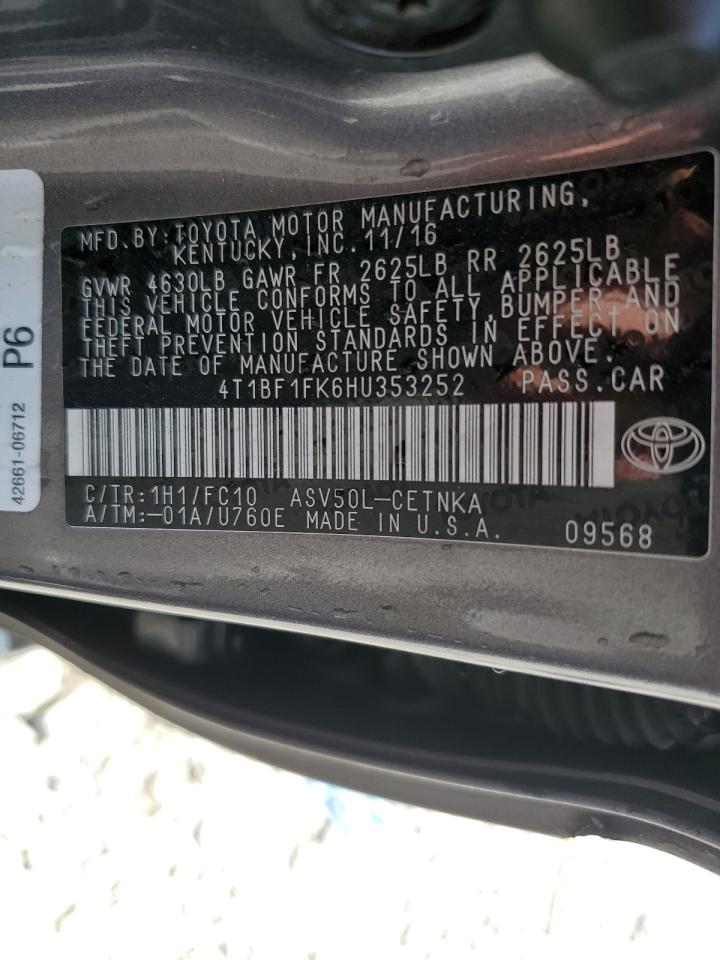 MFD. BY: TOYOTA MOTOR MANUFACTURING,
KENTUCKY, INC. 11/16
GVWR 4630LB GAWR FR 2625LB RR 2625LB
THIS VEHICLE CONFORMS TO ALL APPLICABLE
FEDERAL MOTOR VEHICLE SAFETY, BUMPER AND
THEFT PREVENTION STANDARDS IN EFFECT ON
THE DATE OF MANUFACTURE SHOWN ABOVE.
4T1BF1FK6HU353252 PASS. CAR
C/TR: 1H1/FC10 ASV50L-CETNKA
A/TM: -01A/U760E MADE IN U.S.A. 09568
P6
42661-06712